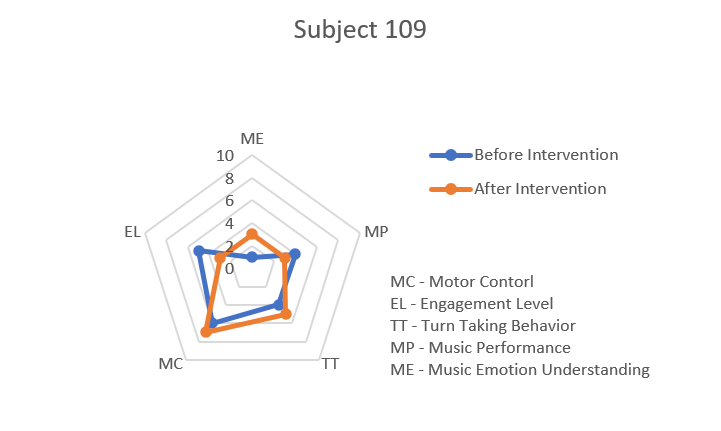 Subject 109
ME
10
8
6
4
2
0
EL
MP
MC
TT
Before Intervention
After Intervention
MC - Motor Contorl
EL - Engagement Level
TT - Turn Taking Behavior
MP - Music Performance
ME - Music Emotion Understanding